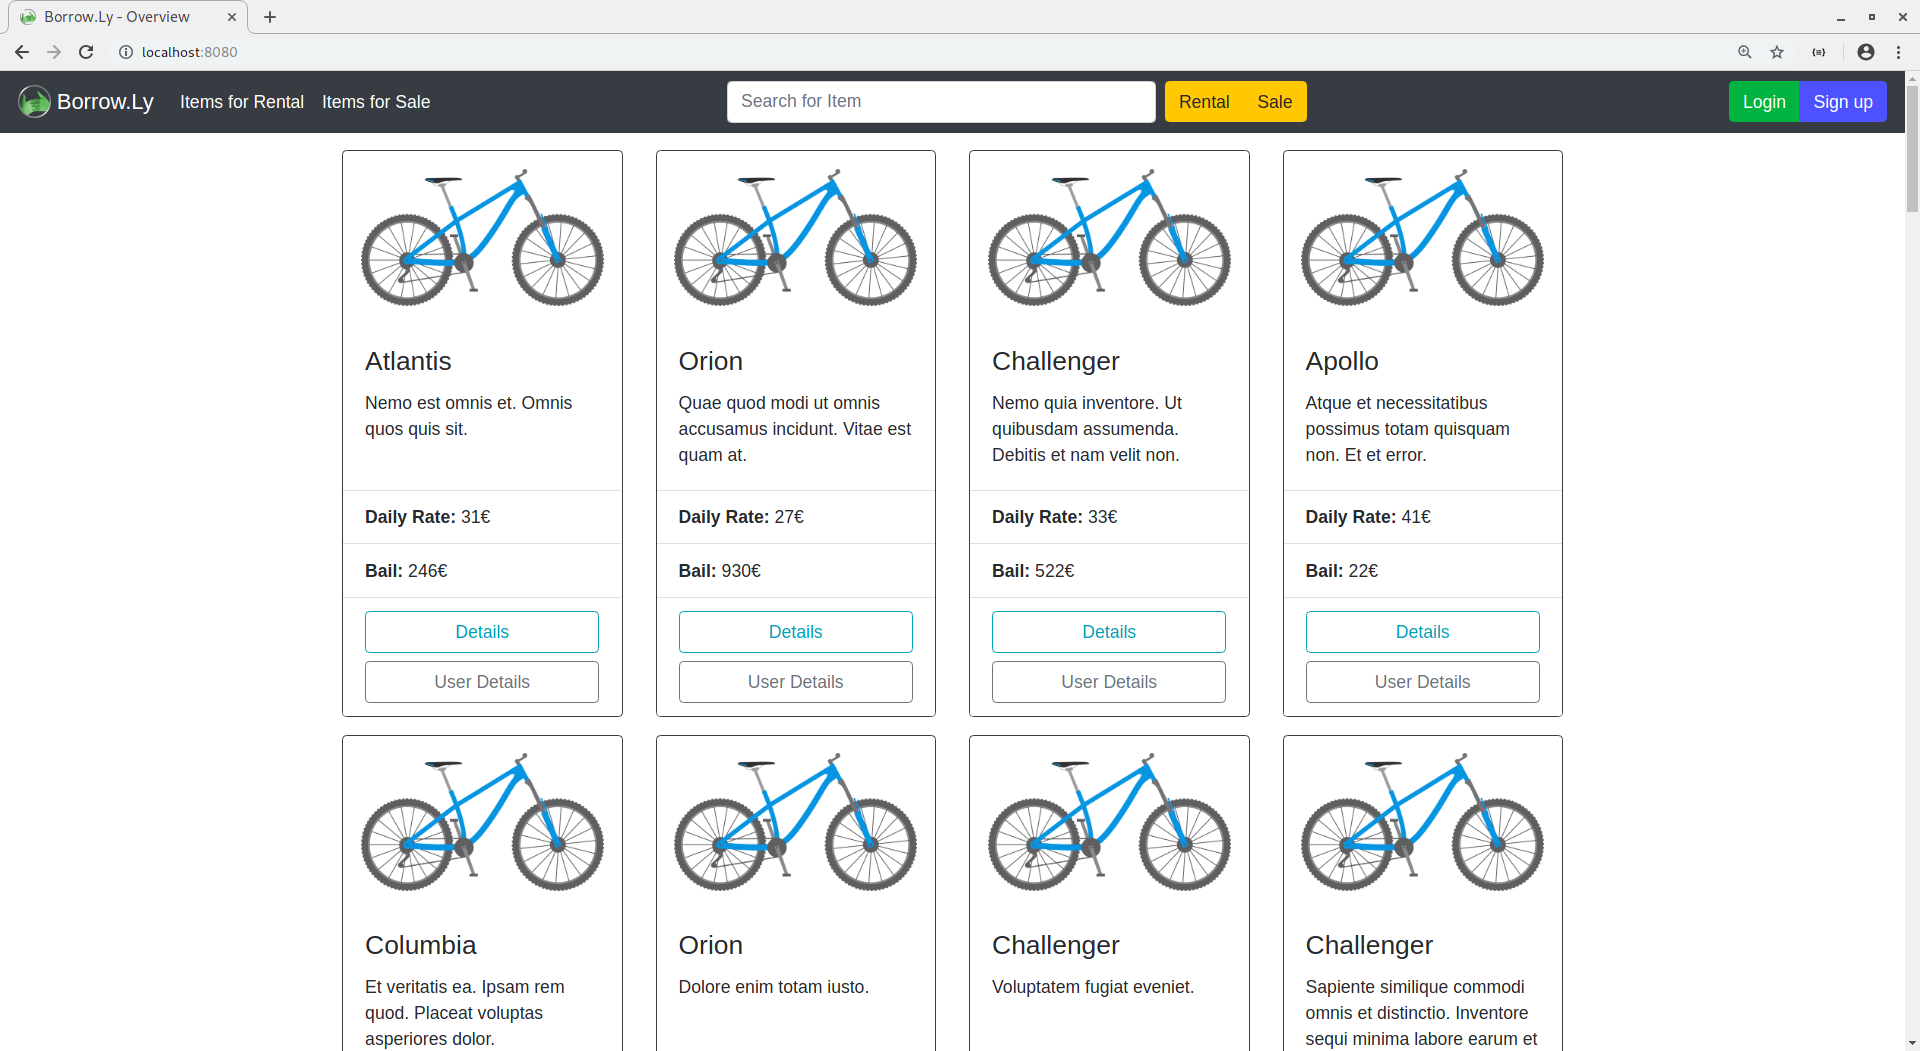 Borrow.Ly - Overview
localhost:8080
Borrow.Ly Items for Rental Items for Sale Search for Item Rental Sale Login Sign up
Atlantis
Nemo est omnis et. Omnis
quos quis sit.
Daily Rate: 31€
Bail: 246€
Details
User Details
Orion
Quae quod modi ut omnis
accusamus incidunt. Vitae est
quam at.
Daily Rate: 27€
Bail: 930€
Details
User Details
Challenger
Nemo quia inventore. Ut
quibusdam assumenda.
Debitis et nam velit non.
Daily Rate: 33€
Bail: 522€
Details
User Details
Apollo
Atque et necessitatibus
possimus totam quisquam
non. Et et error.
Daily Rate: 41€
Bail: 22€
Details
User Details
Columbia
Et veritatis ea. Ipsam rem
quod. Placeat voluptas
asperiores dolor.
Orion
Dolore enim totam iusto.
Challenger
Voluptatem fugiat eveniet.
Challenger
Sapiente similique commodi
omnis et distinctio. Inventore
sequi minima labore earum et